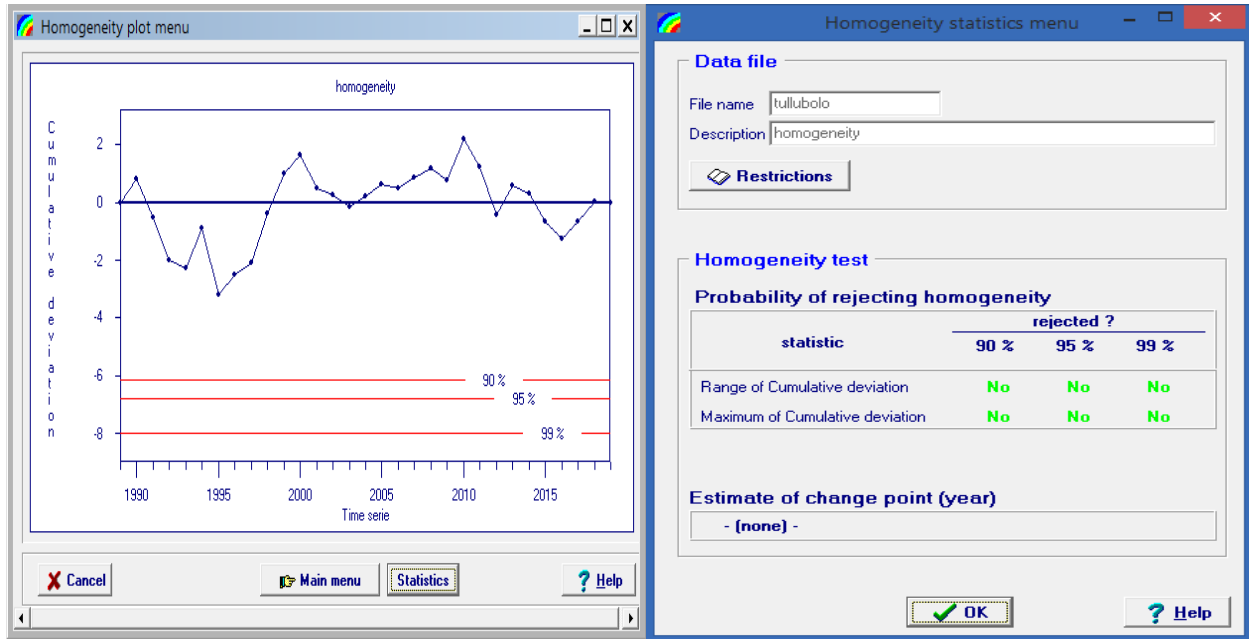 Homogeneity plot menu
homogeneity
Cumulative deviation
2
0
-2
-4
-6
-8
90 %
95 %
99 %
1990 1995 2000 2005 2010 2015
Time serie
Cancel Main menu Statistics ? Help
Homogeneity statistics menu
Data file
File name tullubolo
Description homogeneity
Restrictions
Homogeneity test
Probability of rejecting homogeneity
rejected ?
statistic 90 % 95 % 99 %
Range of Cumulative deviation No No No
Maximum of Cumulative deviation No No No
Estimate of change point (year)
- (none) -
OK ? Help